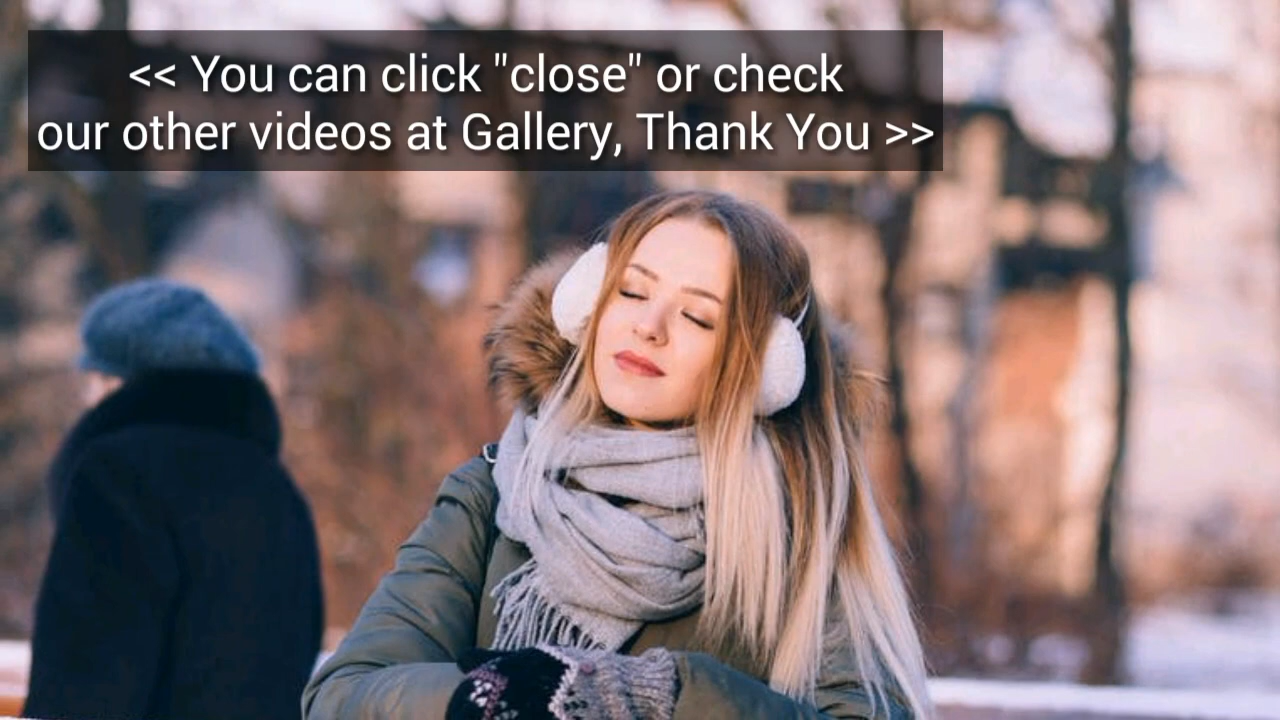 << You can click "close" or check
our other videos at Gallery, Thank You >>